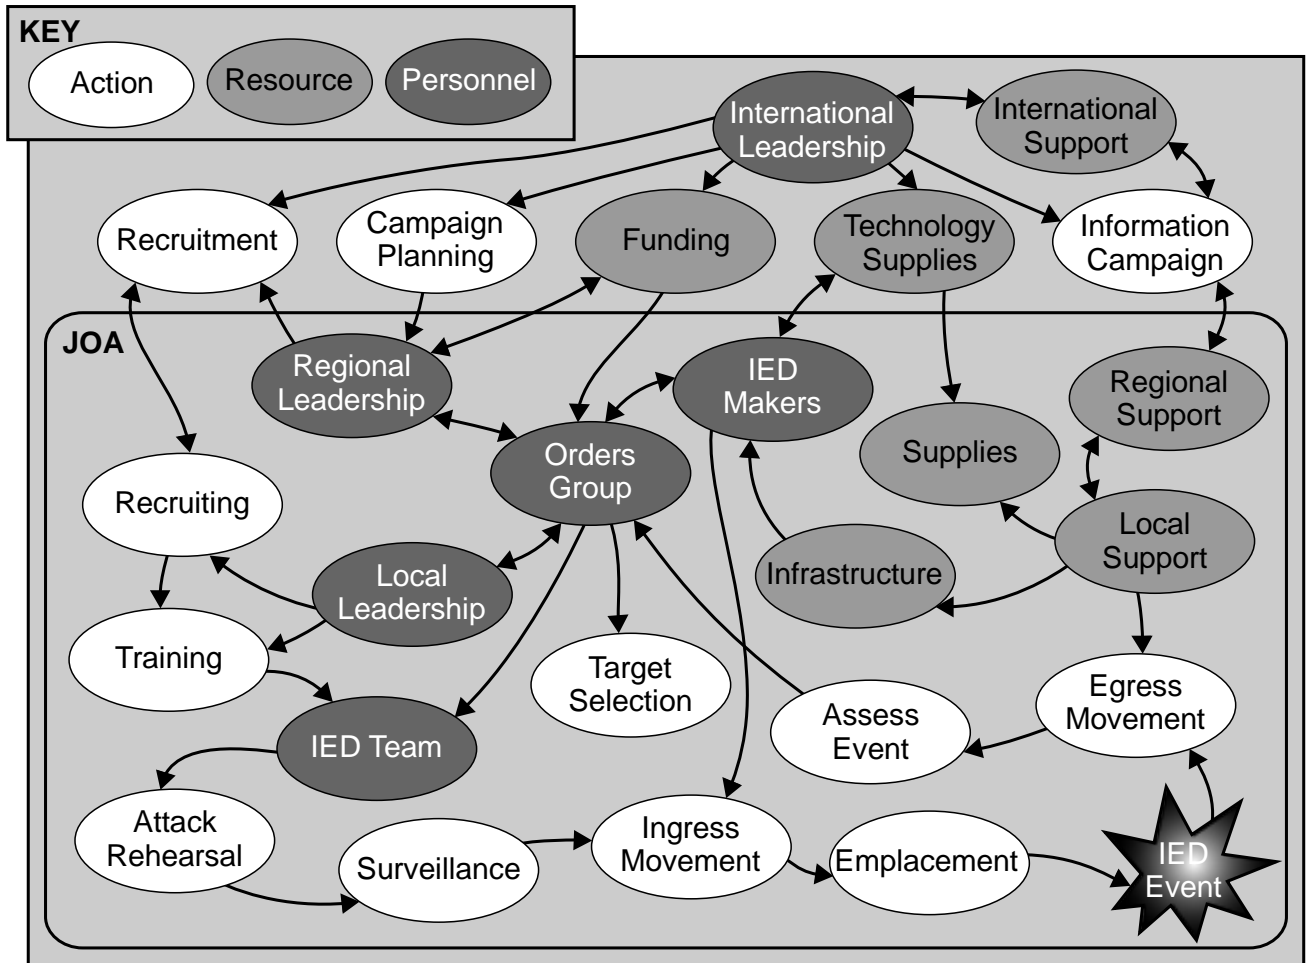 KEY
Action
Resource
Personnel
International
Leadership
International
Support
Recruitment
Campaign
Planning
Funding
Technology
Supplies
Information
Campaign
JOA
Regional
Leadership
IED
Makers
Regional
Support
Orders
Group
Supplies
Recruiting
Local
Support
Local
Leadership
Infrastructure
Training
Target
Selection
Egress
Movement
Assess
Event
IED Team
Attack
Rehearsal
Surveillance
Ingress
Movement
Emplacement
IED
Event